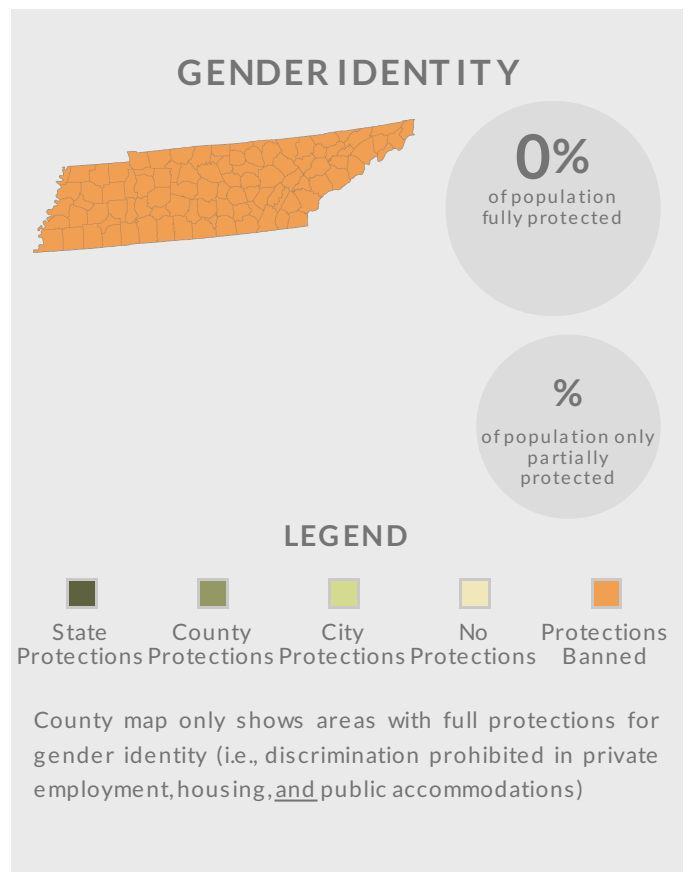 GENDER IDENTITY
0%
of population
fully protected
%
of population only
partially
protected
LEGEND
State
Protections
County
Protections
City
Protections
No
Protections
Protections
Banned
County map only shows areas with full protections for
gender identity (i.e., discrimination prohibited in private
employment, housing, and public accommodations)